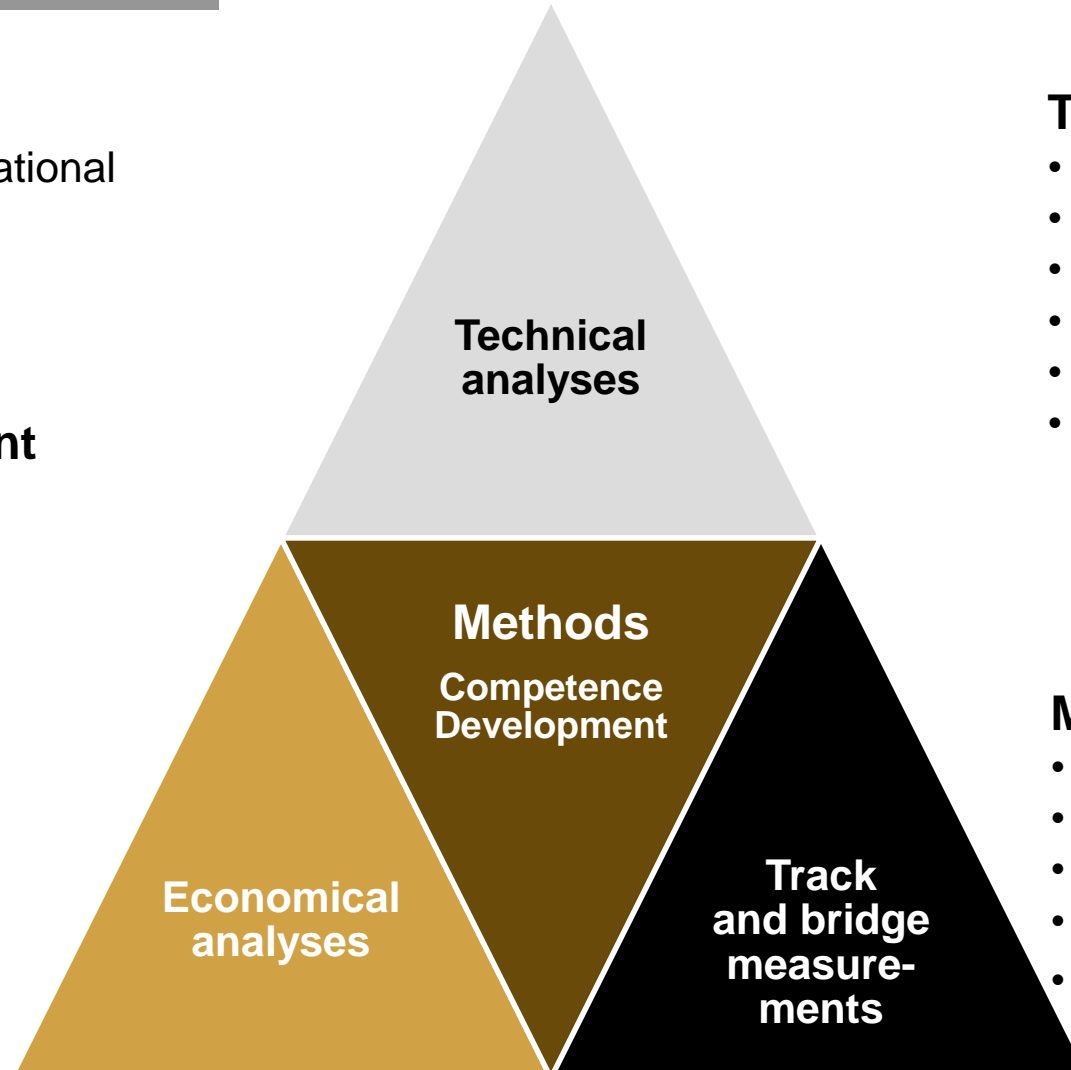 ational
nt
T
•
•
•
•
•
•
Technical
analyses
Methods
Competence
Development
Economical
analyses
Track
and bridge
measure-
ments
M
•
•
•
•
•